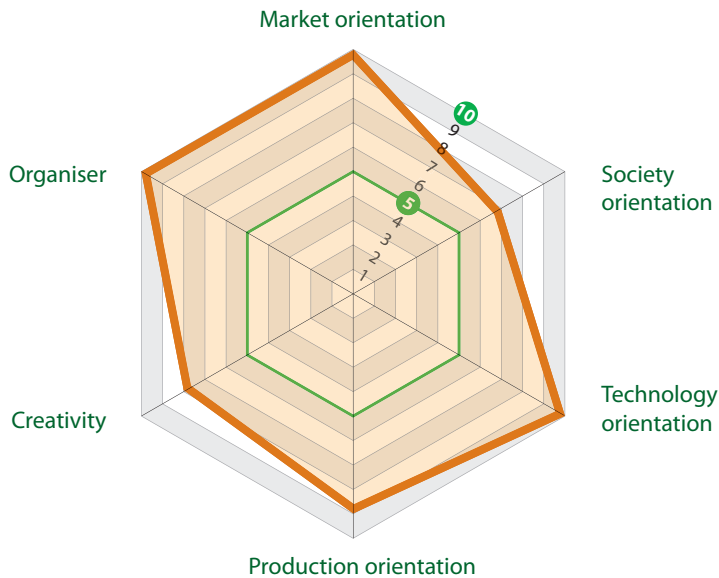 Market orientation
10
9
8
7
6
5
4
3
2
1
Organiser
Society
orientation
Creativity
Technology
orientation
Production orientation